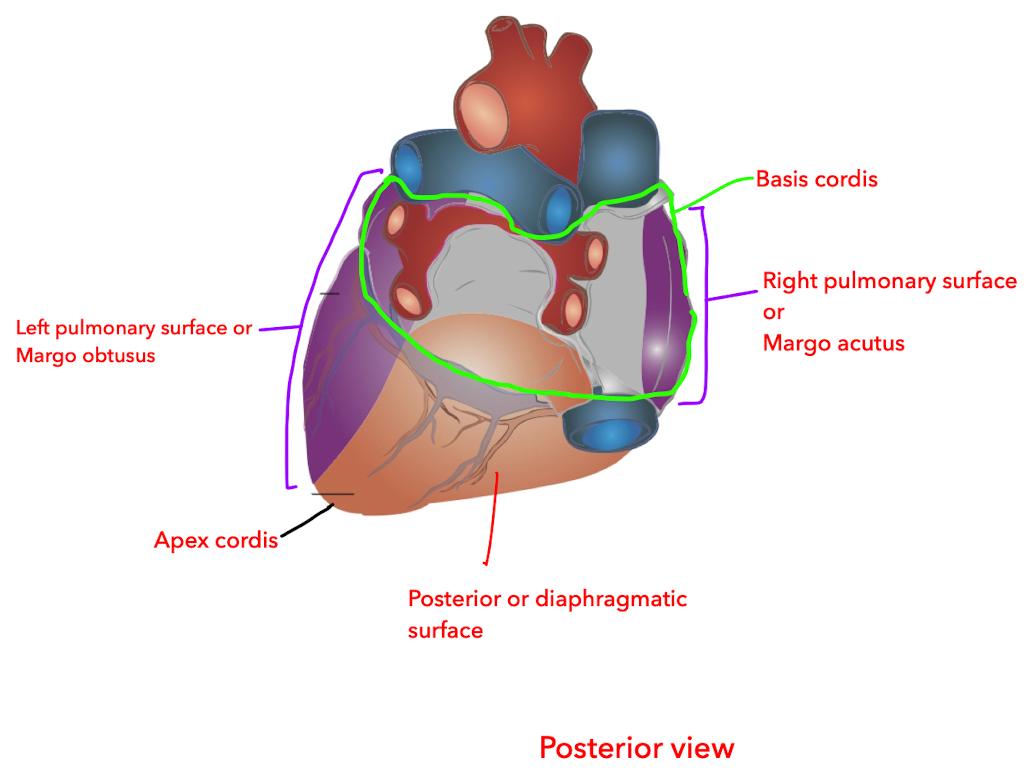 Basis cordis
Right pulmonary surface
or
Margo acutus
Left pulmonary surface or
Margo obtusus
Apex cordis
Posterior or diaphragmatic
surface
Posterior view